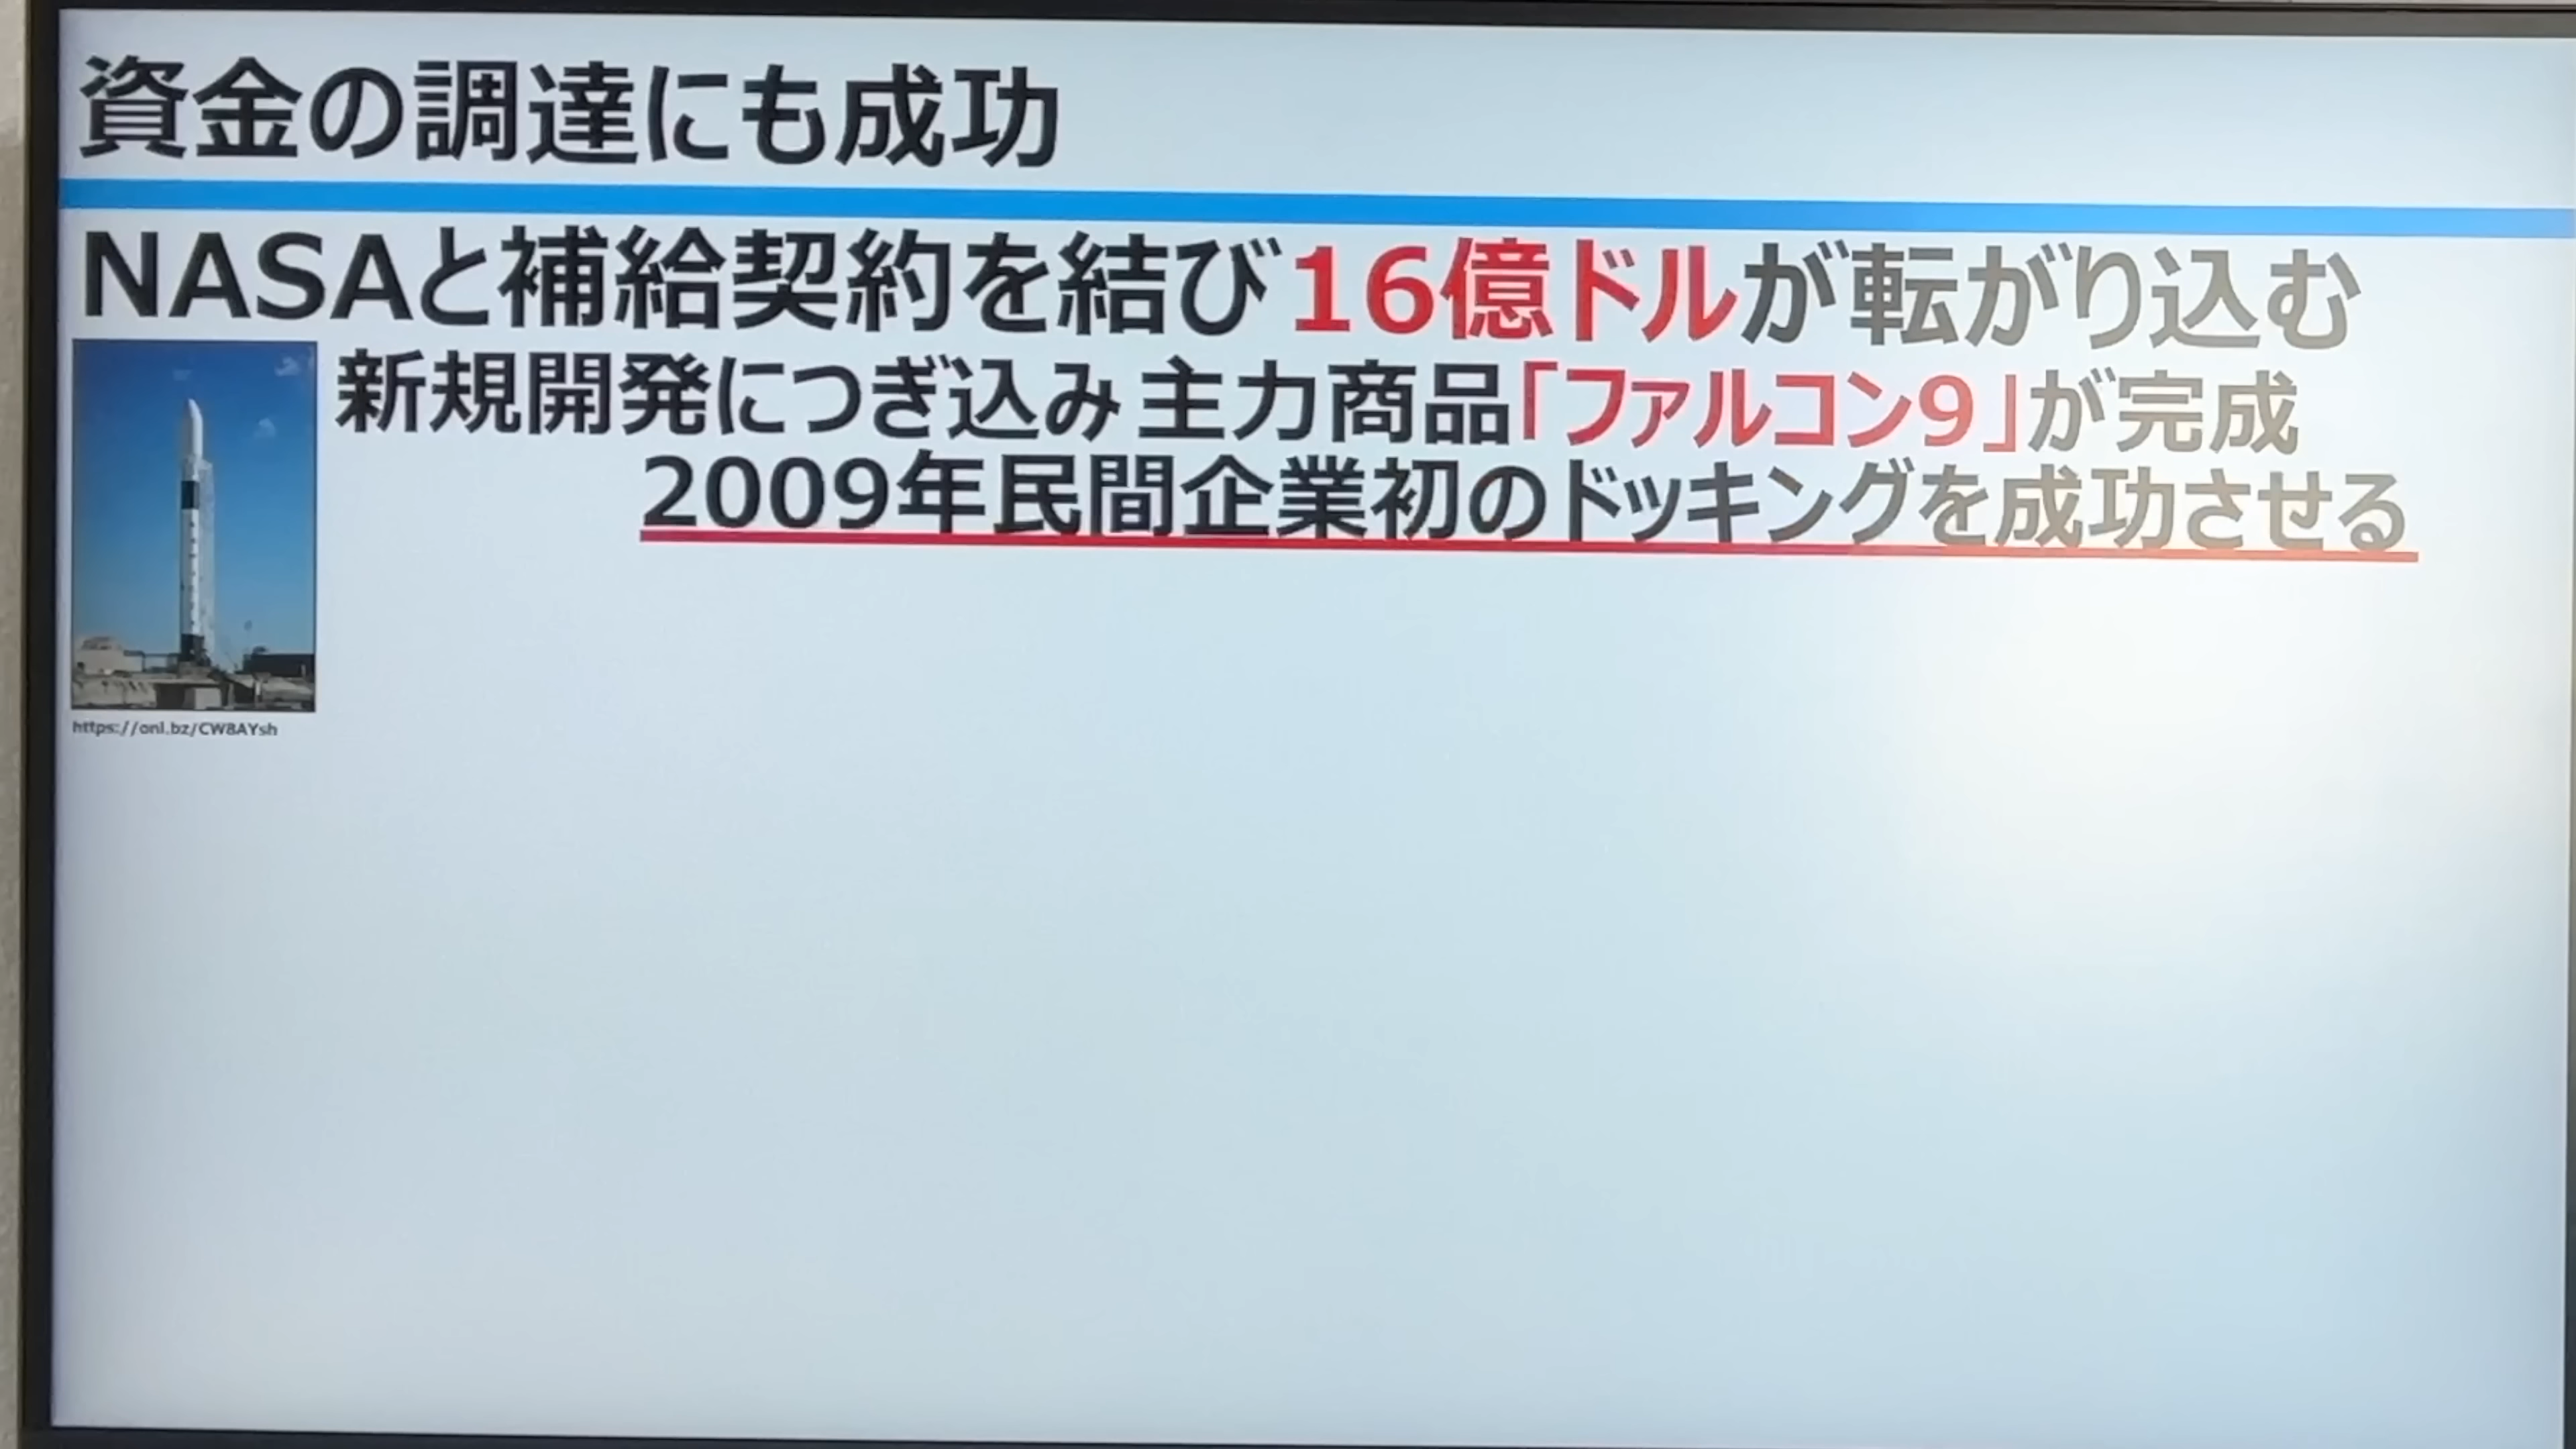 資金の調達にも成功
NASAと補給契約を結び16億ドルが転がり込む
新規開発につぎ込み主力商品「ファルコン9」が完成
2009年民間企業初のドッキングを成功させる
https://onl.bz/CW8AYsh